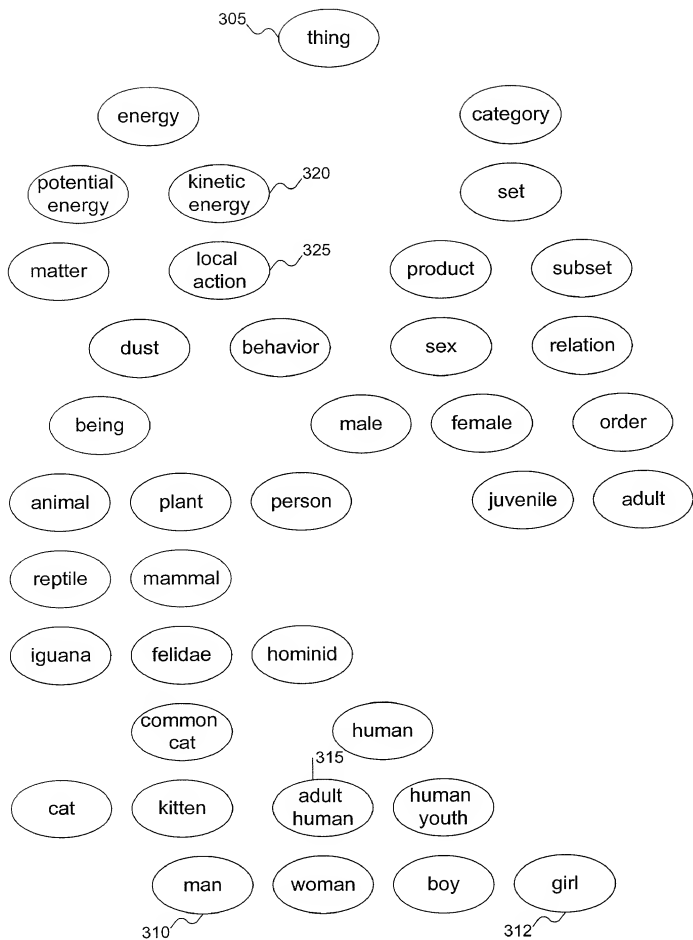 305
thing
energy
category
potential
energy
kinetic
energy
320
set
matter
local
action
325
product
subset
dust
behavior
sex
relation
being
male
female
order
animal
plant
person
juvenile
adult
reptile
mammal
iguana
felidae
hominid
common
cat
human
315
cat
kitten
adult
human
human
youth
man
woman
boy
girl
310
312